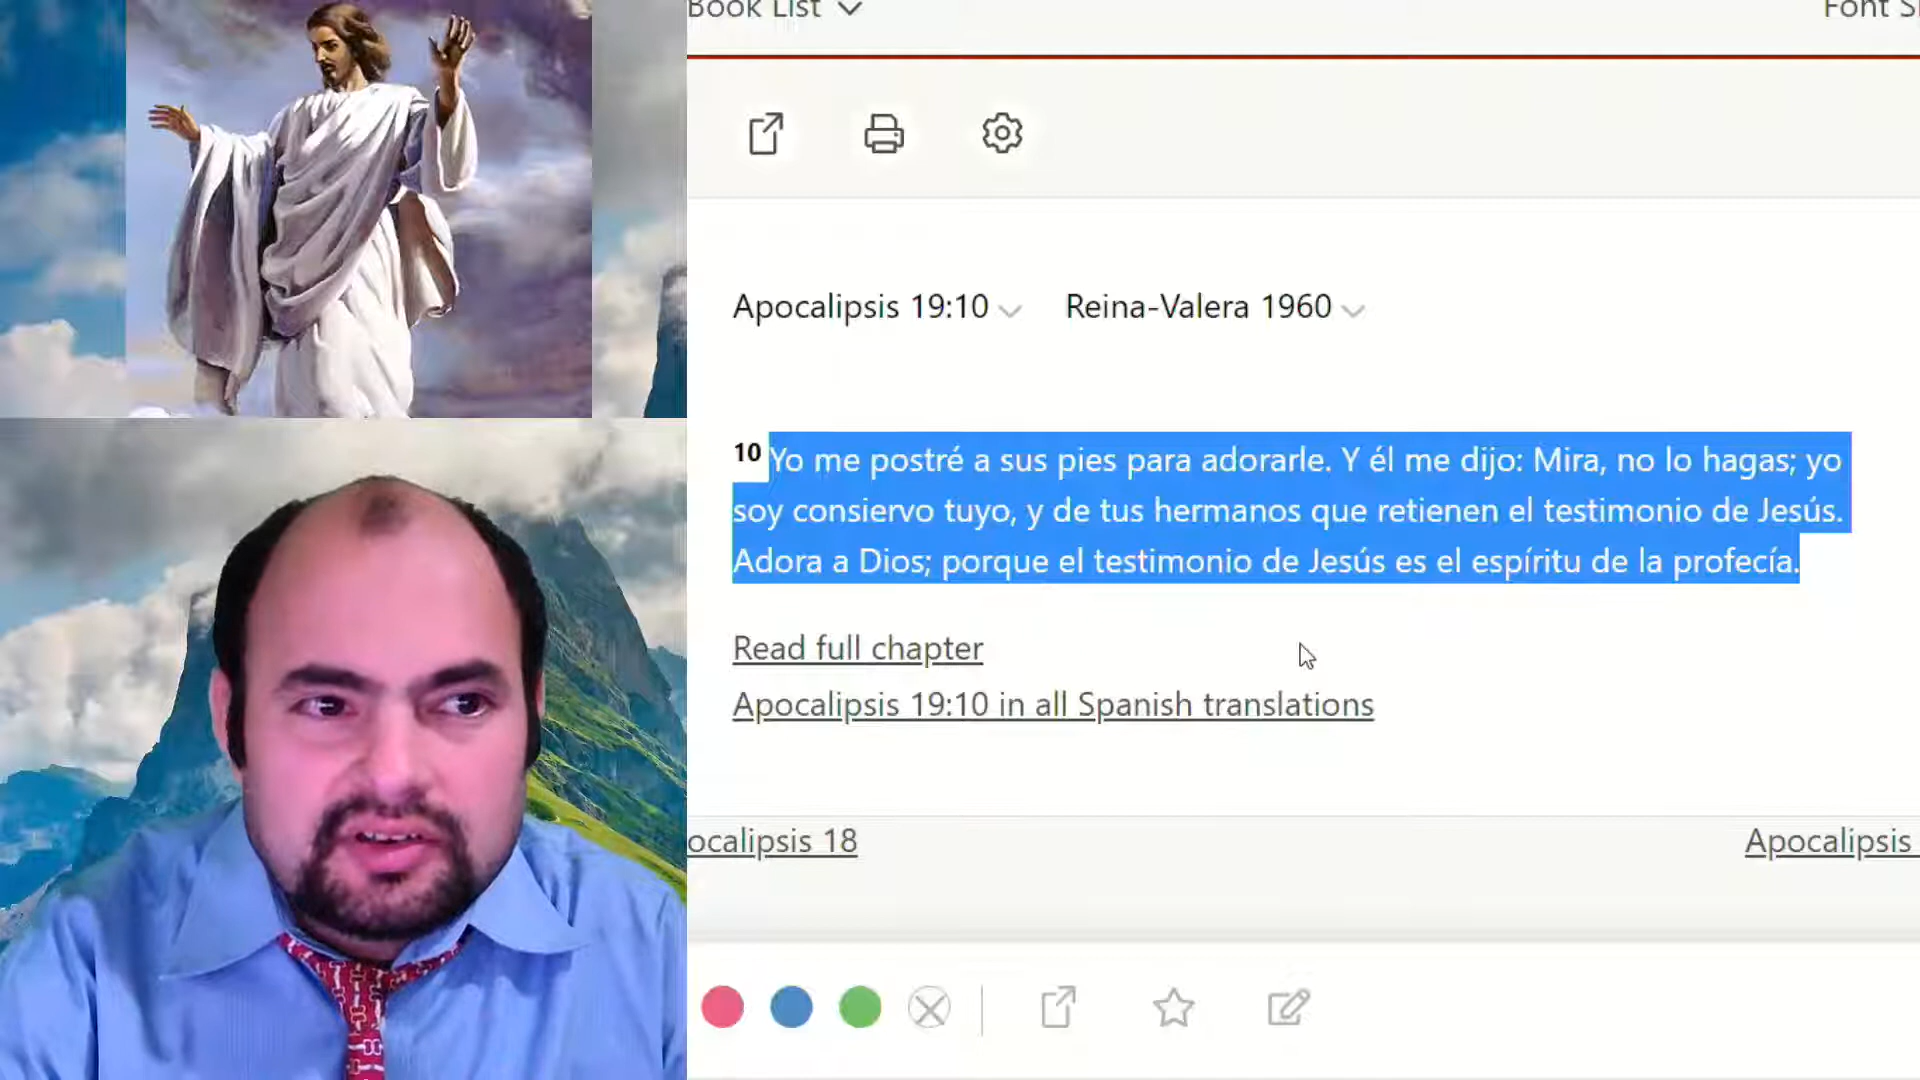 Book List
Font S
Apocalipsis 19:10 Reina-Valera 1960
10 Yo me postré a sus pies para adorarle. Y él me dijo: Mira, no lo hagas; yo
soy consiervo tuyo, y de tus hermanos que retienen el testimonio de Jesús.
Adora a Dios; porque el testimonio de Jesús es el espíritu de la profecía.
Read full chapter
Apocalipsis 19:10 in all Spanish translations
ocalipsis 18
Apocalipsis